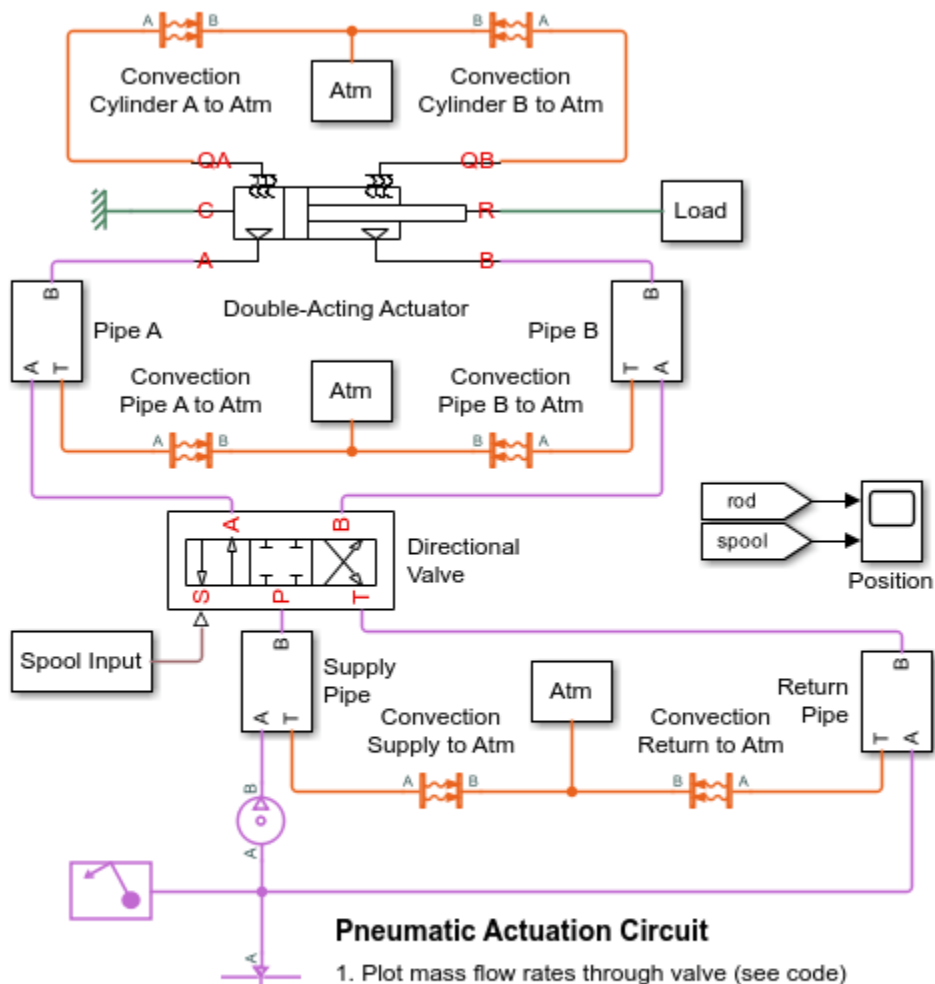 A B B A
Convection Cylinder A to Atm
Atm
Convection Cylinder B to Atm
QA QB
C R
Load
A B
B
Pipe A
A T
Double-Acting Actuator
B
Pipe B
T A
Convection Pipe A to Atm
Atm
Convection Pipe B to Atm
A B B A
rod
spool
Position
A B
Directional Valve
S P T
Spool Input
B
Supply Pipe
A T
Atm
B
Return Pipe
T A
Convection Supply to Atm
Convection Return to Atm
A B B A
B
A
A
Pneumatic Actuation Circuit
1. Plot mass flow rates through valve (see code)